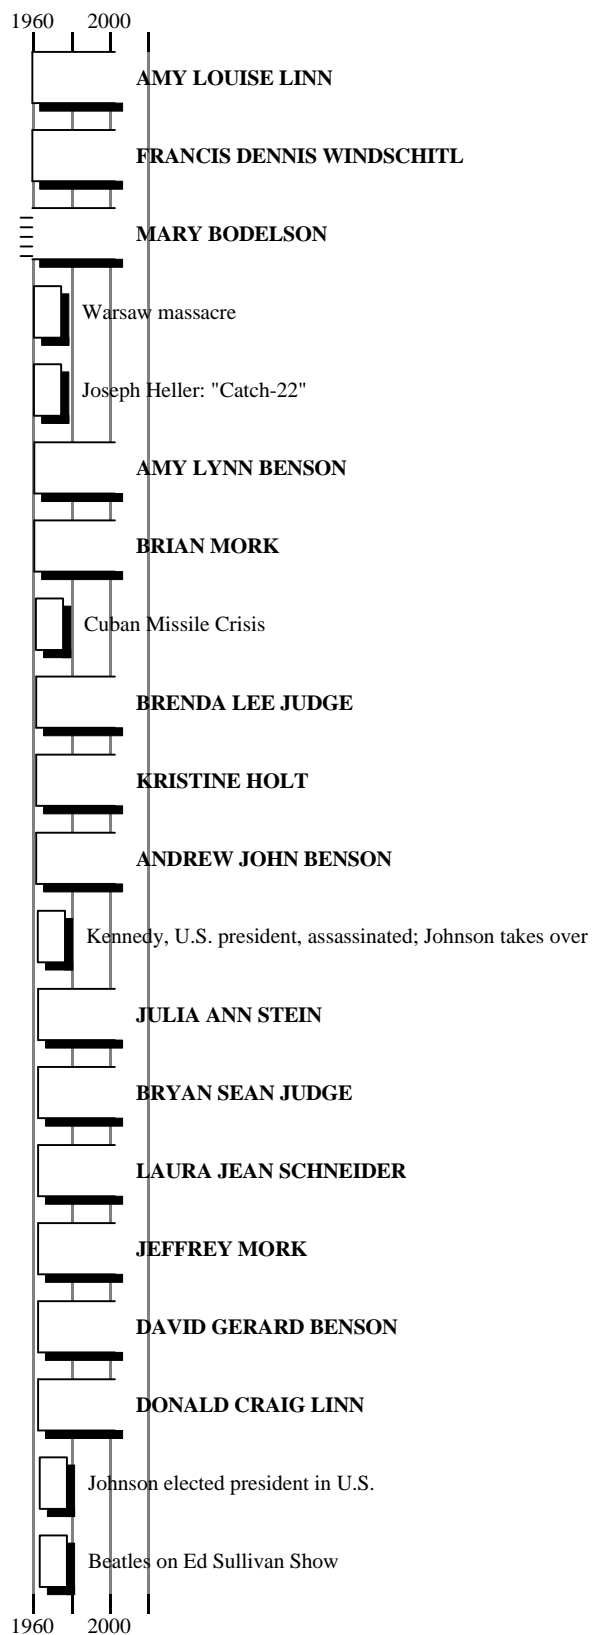 1960 2000
AMY LOUISE LINN
FRANCIS DENNIS WINDSCHITL
MARY BODELSON
Warsaw massacre
Joseph Heller: "Catch-22"
AMY LYNN BENSON
BRIAN MORK
Cuban Missile Crisis
BRENDA LEE JUDGE
KRISTINE HOLT
ANDREW JOHN BENSON
Kennedy, U.S. president, assassinated; Johnson takes over
JULIA ANN STEIN
BRYAN SEAN JUDGE
LAURA JEAN SCHNEIDER
JEFFREY MORK
DAVID GERARD BENSON
DONALD CRAIG LINN
Johnson elected president in U.S.
Beatles on Ed Sullivan Show
1960 2000